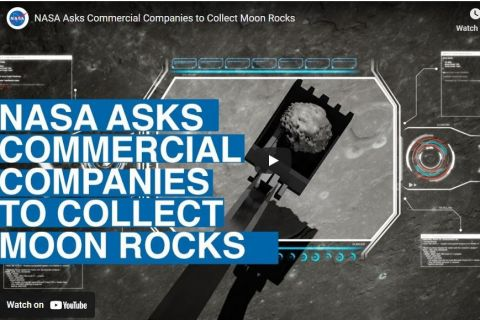 NASA
NASA Asks Commercial Companies to Collect Moon Rocks
Watch
NASA ASKS
COMMERCIAL
COMPANIES
TO COLLECT
MOON ROCKS
Watch on YouTube